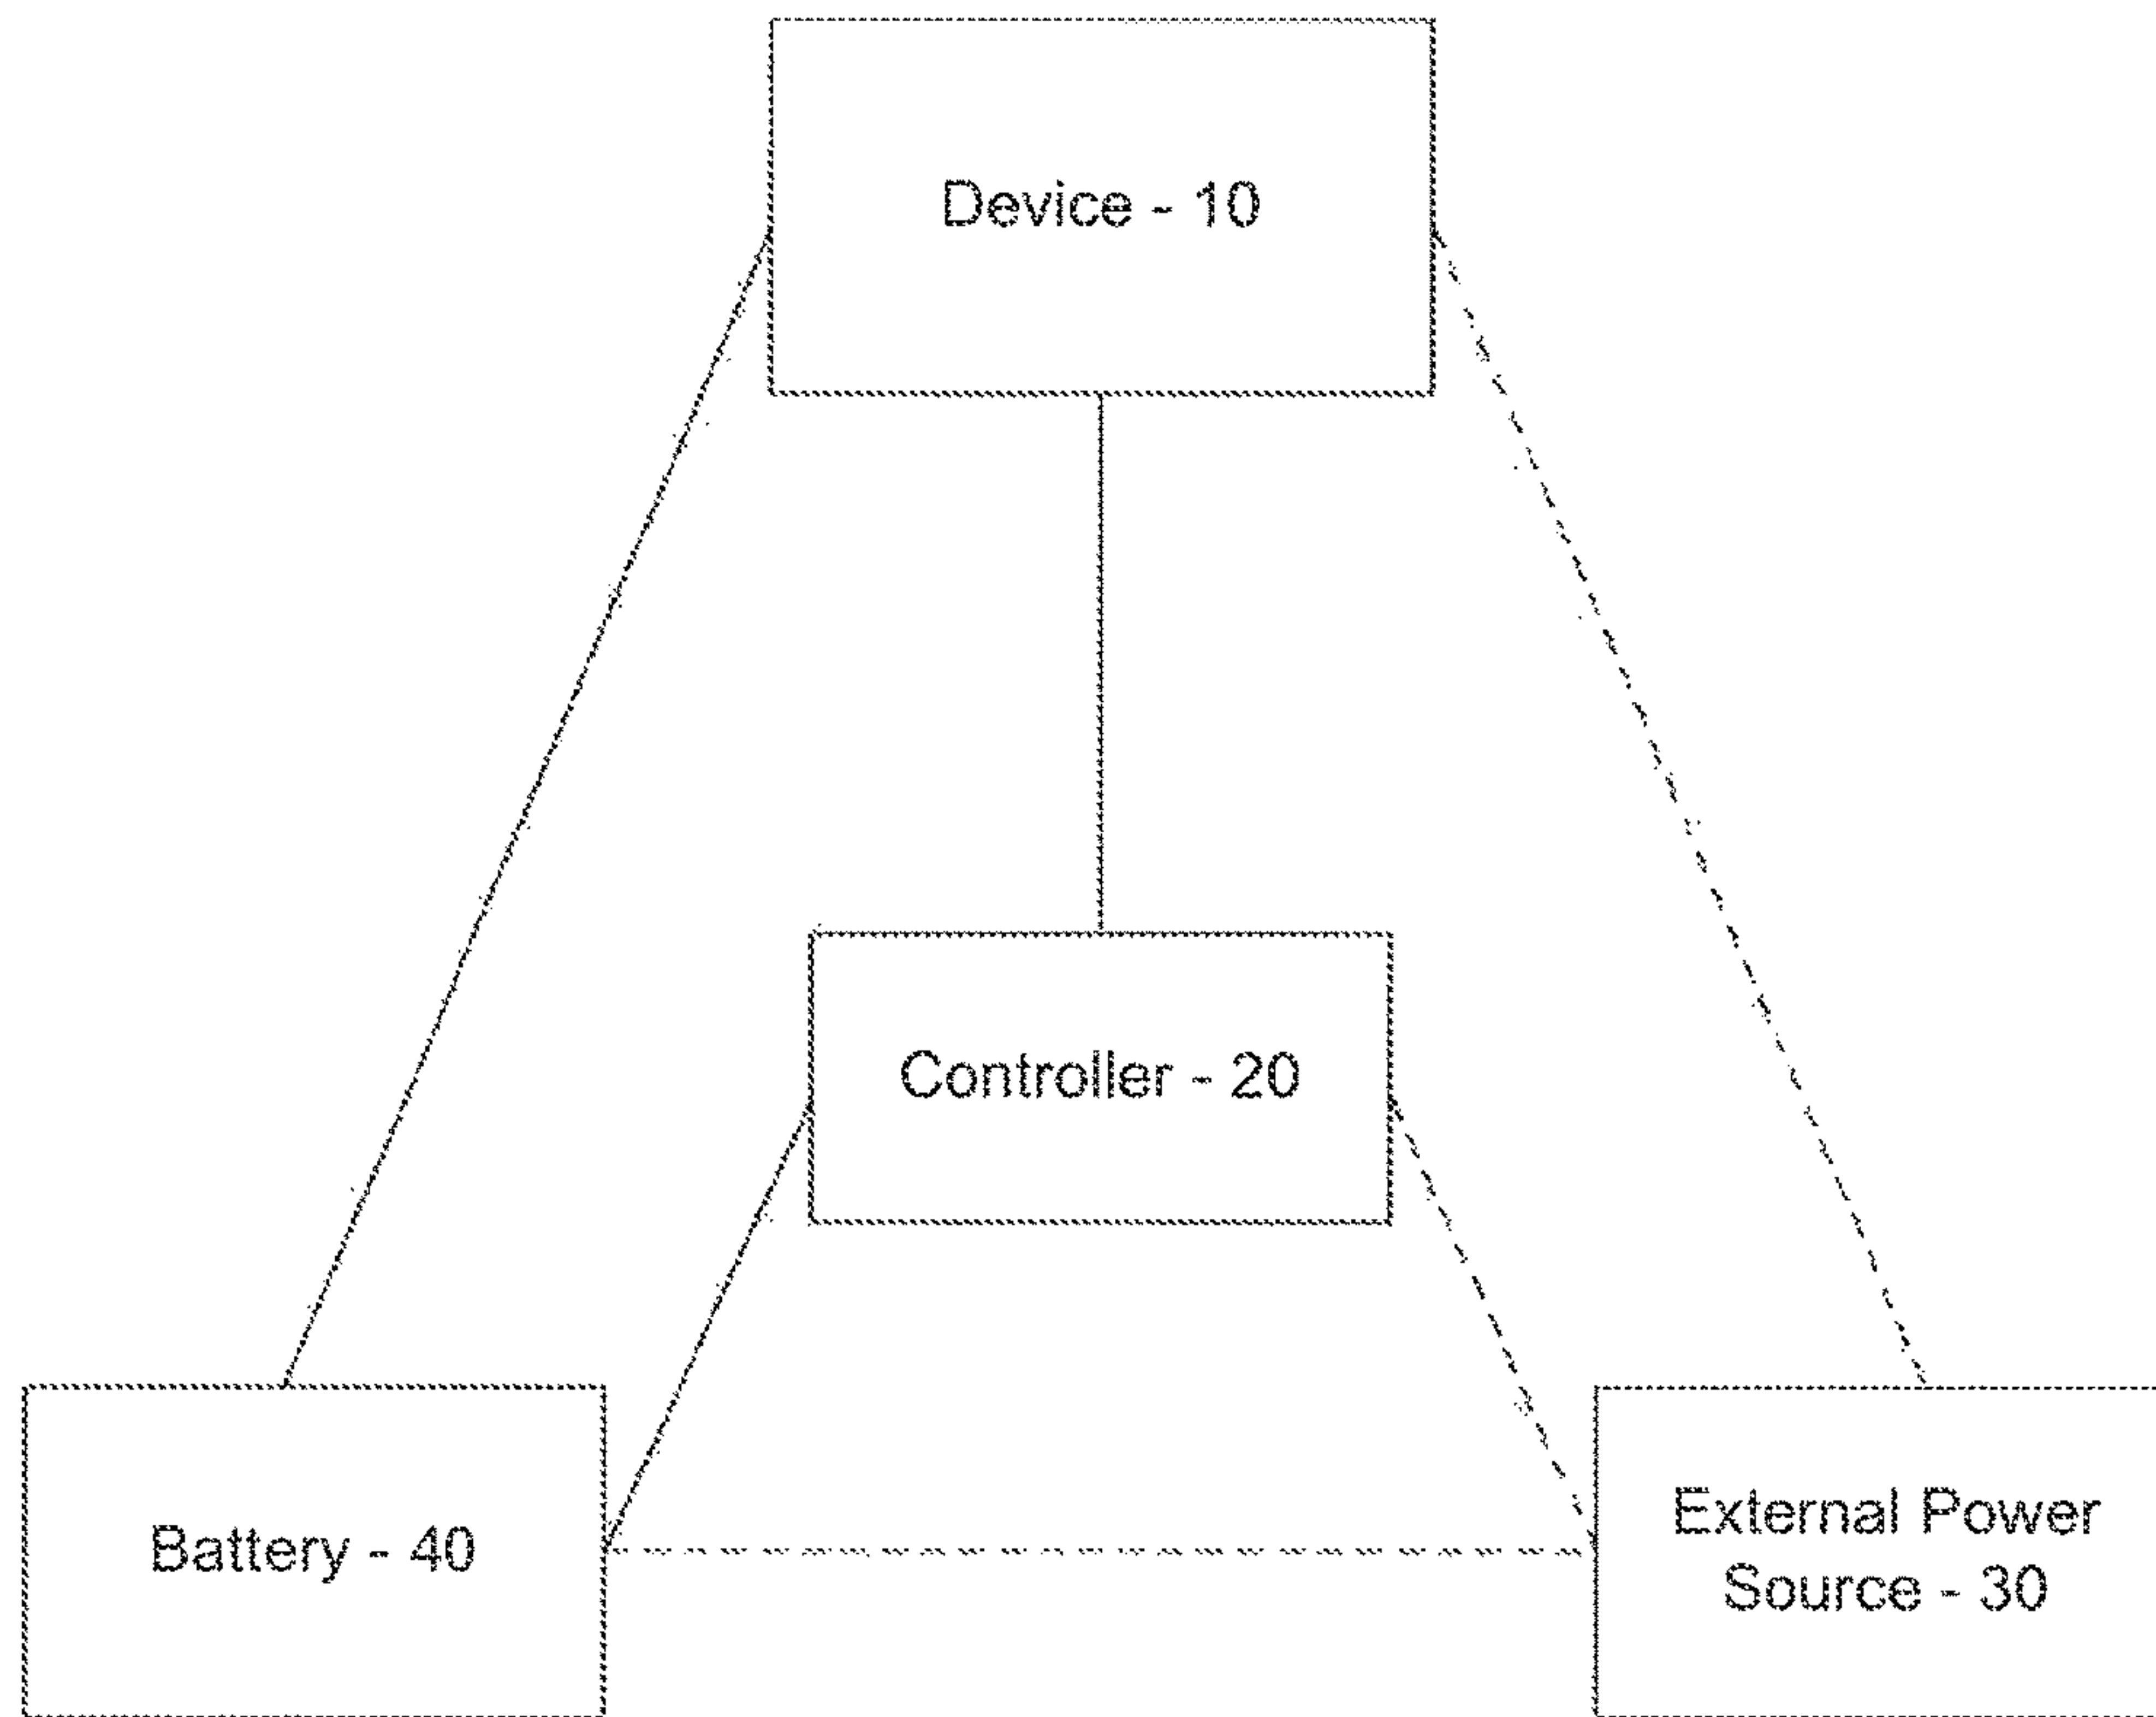 Device - 10
Controller - 20
Battery - 40
External Power
Source - 30